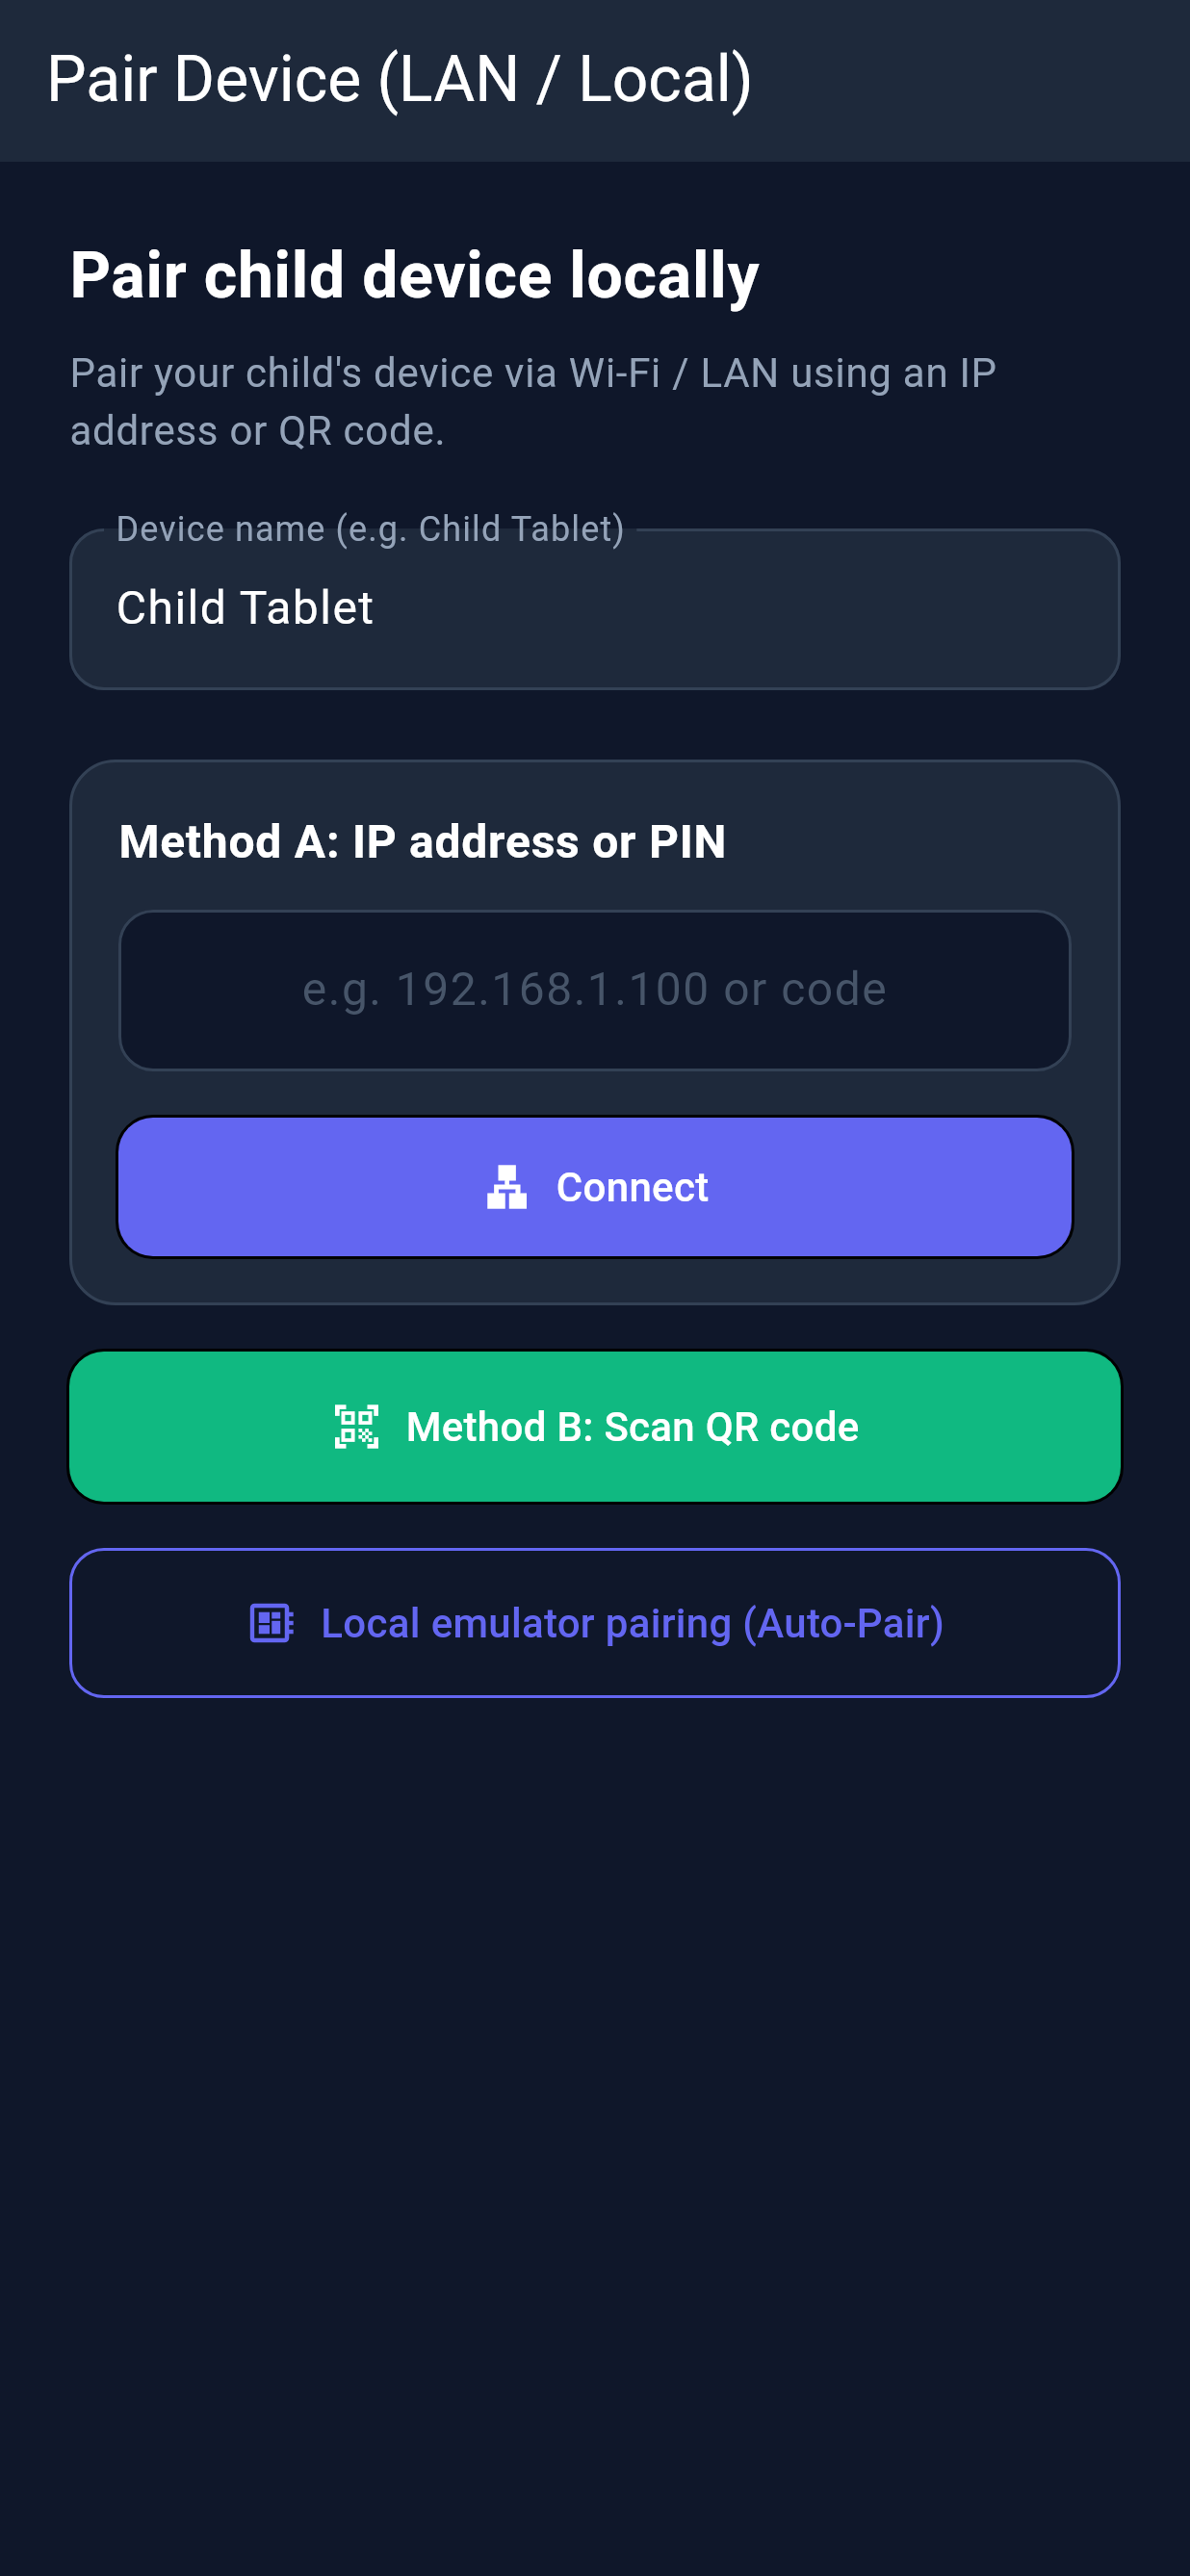 Pair Device (LAN / Local)
Pair child device locally
Pair your child's device via Wi-Fi / LAN using an IP
address or QR code.
Device name (e.g. Child Tablet)
Child Tablet
Method A: IP address or PIN
e.g. 192.168.1.100 or code
Connect
Method B: Scan QR code
Local emulator pairing (Auto-Pair)